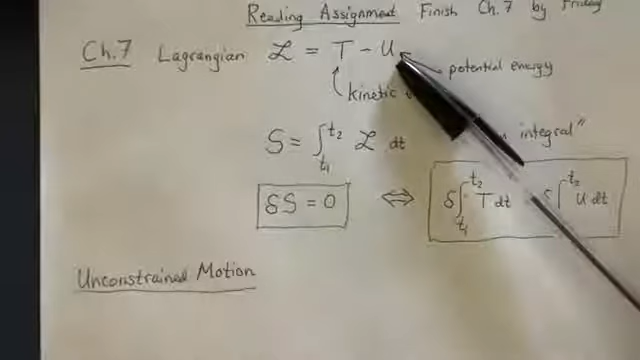 Reading Assignment Finish Ch. 7 by Friday
Ch. 7 Lagrangian ℒ = T - U
potential energy
kinetic
S = ∫_{t₁}^{t₂} ℒ dt integral"
δS = 0 ⇔ δ∫_{t₁}^{t₂} T dt δ∫^{t₂} U dt
Unconstrained Motion